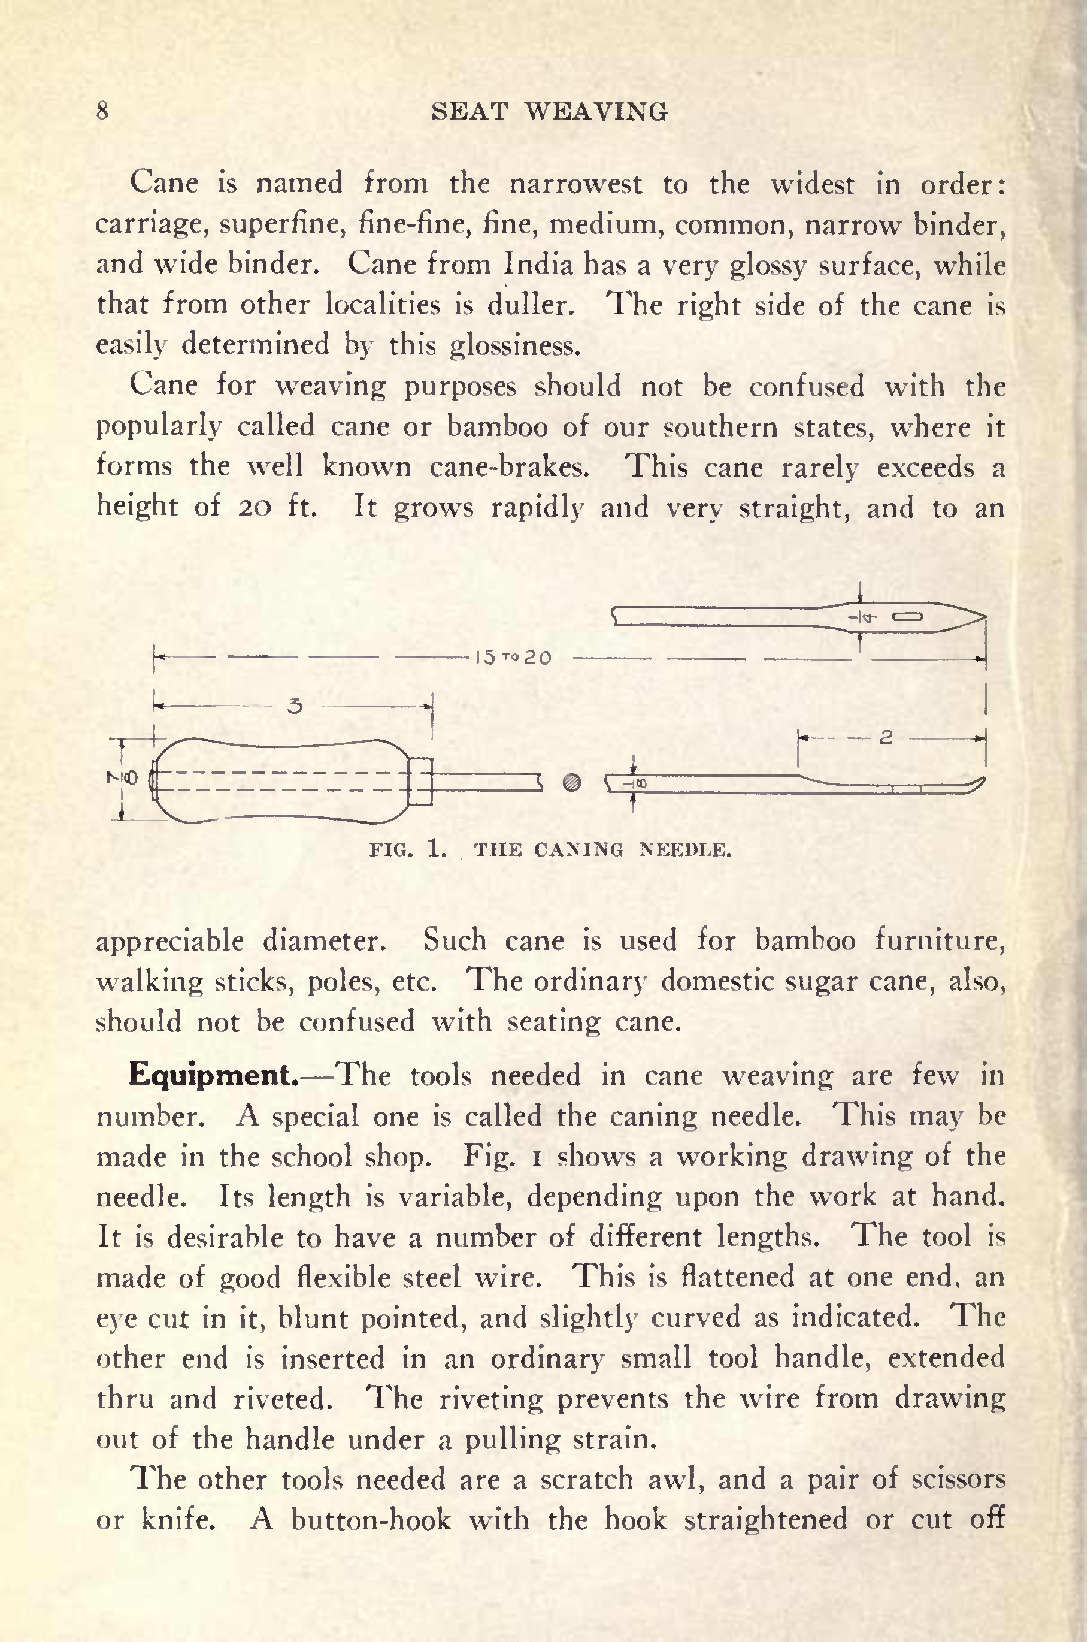 8 SEAT WEAVING
Cane is named from the narrowest to the widest in order:
carriage, superfine, fine-fine, fine, medium, common, narrow binder,
and wide binder. Cane from India has a very glossy surface, while
that from other localities is duller. The right side of the cane is
easily determined by this glossiness.
Cane for weaving purposes should not be confused with the
popularly called cane or bamboo of our southern states, where it
forms the well known cane-brakes. This cane rarely exceeds a
height of 20 ft. It grows rapidly and very straight, and to an
1/4
15 TO 20
3
2
7/8
1/8
FIG. 1. THE CANING NEEDLE.
appreciable diameter. Such cane is used for bamboo furniture,
walking sticks, poles, etc. The ordinary domestic sugar cane, also,
should not be confused with seating cane.
Equipment.—The tools needed in cane weaving are few in
number. A special one is called the caning needle. This may be
made in the school shop. Fig. 1 shows a working drawing of the
needle. Its length is variable, depending upon the work at hand.
It is desirable to have a number of different lengths. The tool is
made of good flexible steel wire. This is flattened at one end, an
eye cut in it, blunt pointed, and slightly curved as indicated. The
other end is inserted in an ordinary small tool handle, extended
thru and riveted. The riveting prevents the wire from drawing
out of the handle under a pulling strain.
The other tools needed are a scratch awl, and a pair of scissors
or knife. A button-hook with the hook straightened or cut off